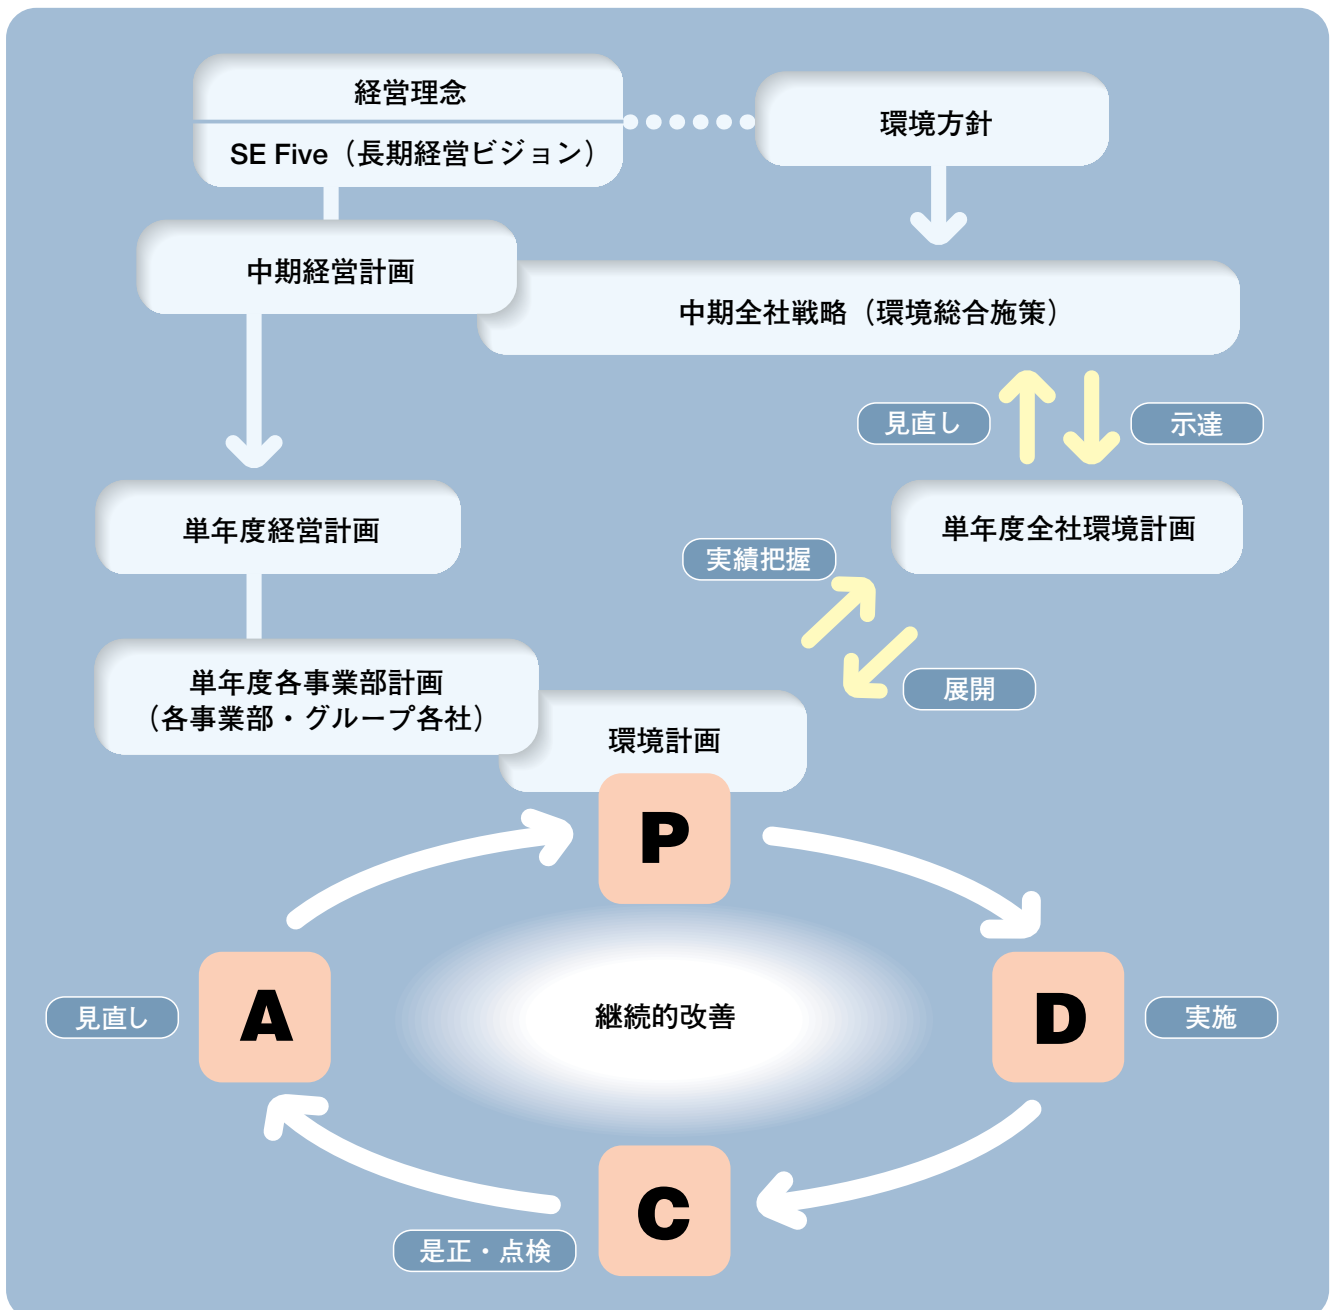 経営理念
SE Five（長期経営ビジョン）
環境方針
中期経営計画
中期全社戦略（環境総合施策）
見直し
示達
単年度経営計画
単年度全社環境計画
実績把握
展開
単年度各事業部計画
（各事業部・グループ各社）
環境計画
P
A
見直し
継続的改善
D
実施
C
是正・点検